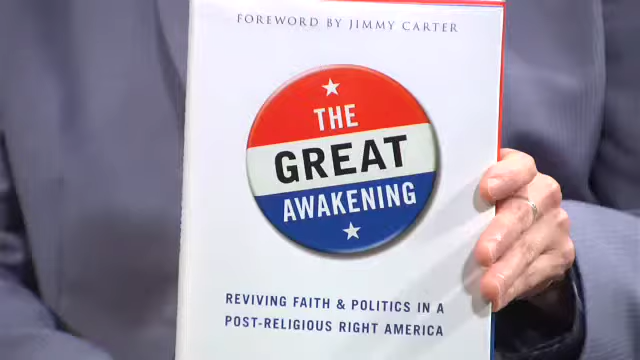 FOREWORD BY JIMMY CARTER
THE
GREAT
AWAKENING
REVIVING FAITH & POLITICS IN A
POST-RELIGIOUS RIGHT AMERICA